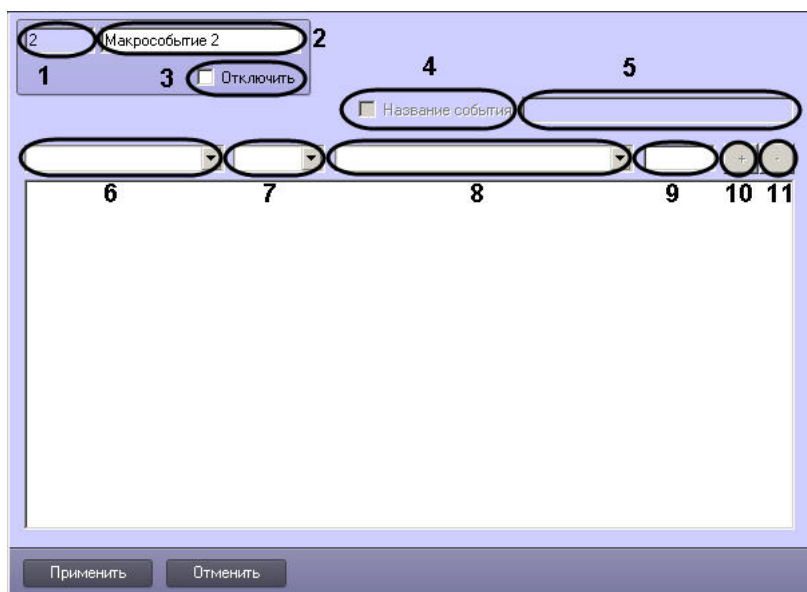 2 Макрособытие 2 2
1 3 Отключить
4 5
Название события
+ -
6 7 8 9 10 11
Применить Отменить